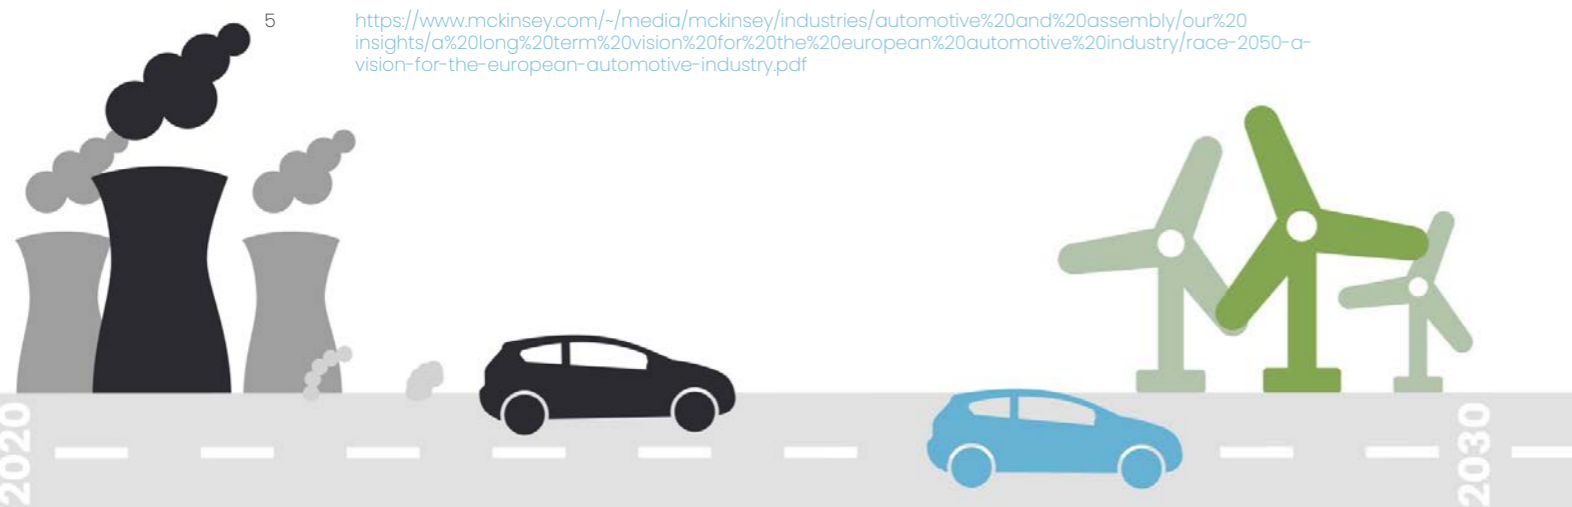 5 https://www.mckinsey.com/~/media/mckinsey/industries/automotive%20and%20assembly/our%20
insights/a%20long%20term%20vision%20for%20the%20european%20automotive%20industry/race-2050-a-
vision-for-the-european-automotive-industry.pdf
2020
2030